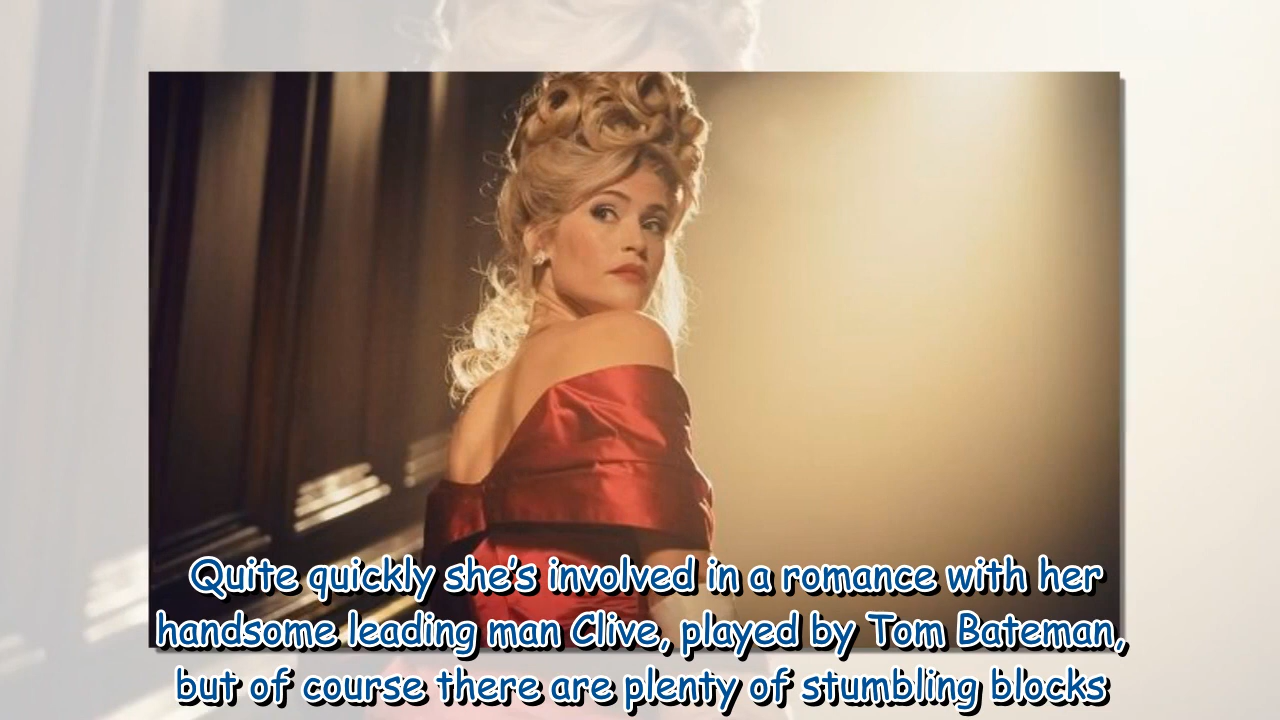 Quite quickly she's involved in a romance with her
handsome leading man Clive, played by Tom Bateman,
but of course there are plenty of stumbling blocks